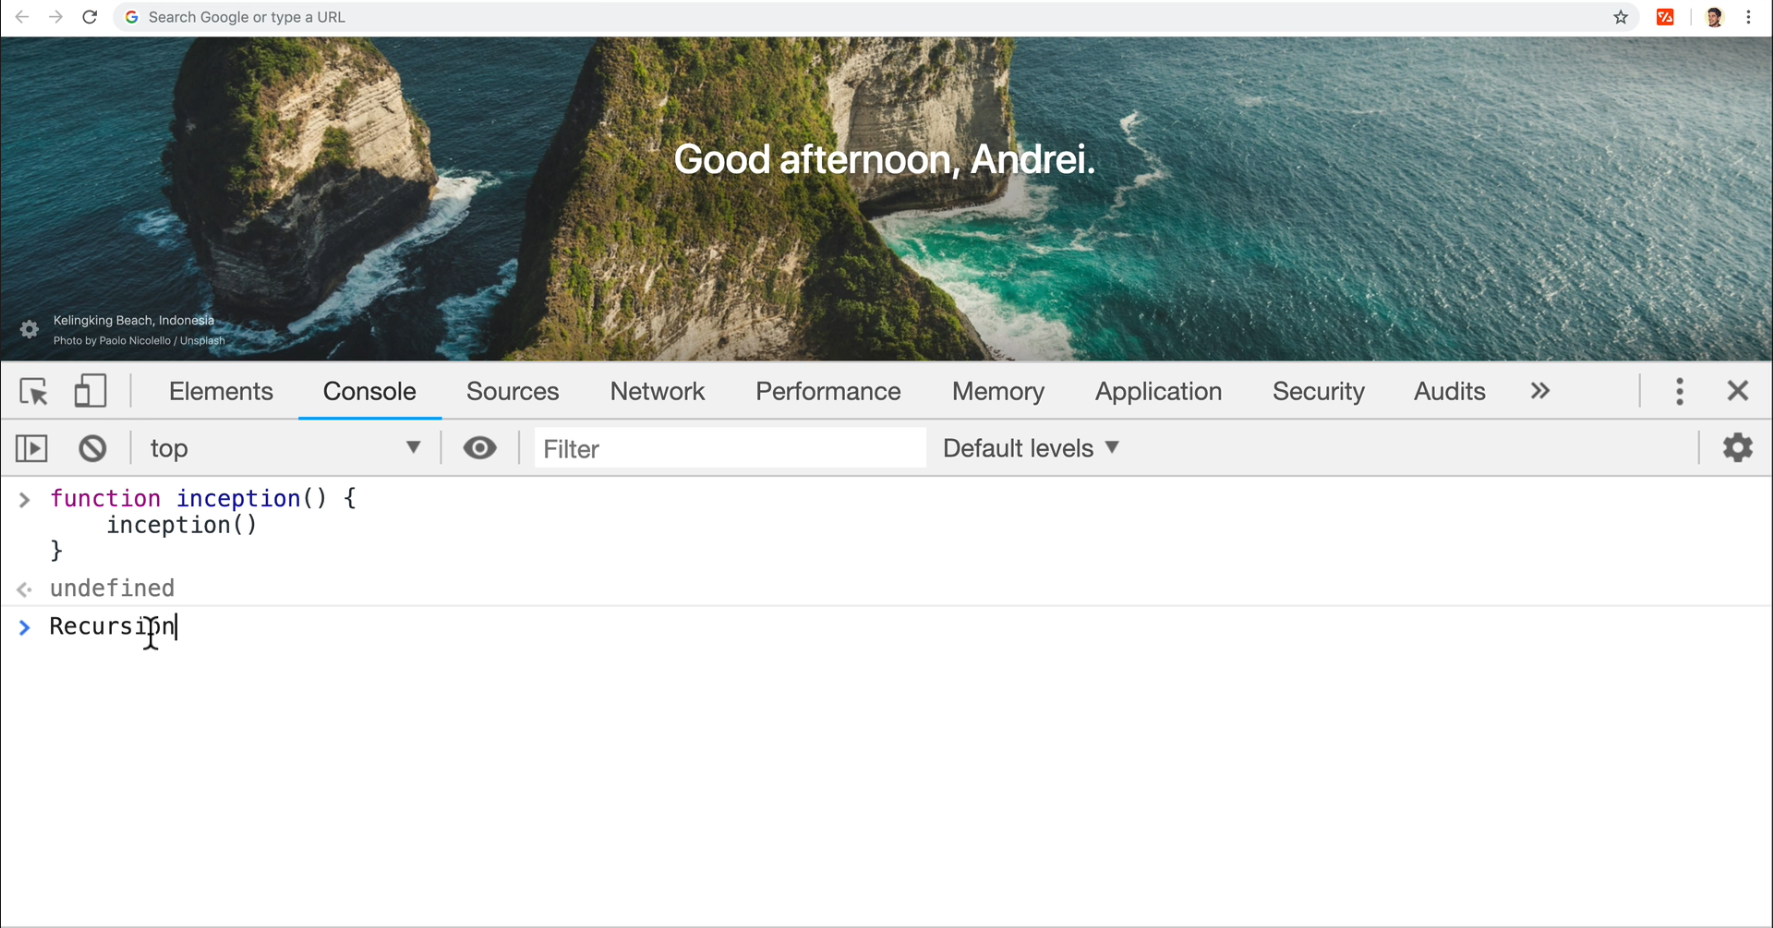 Search Google or type a URL
Good afternoon, Andrei.
Kelingking Beach, Indonesia
Photo by Paolo Nicolello / Unsplash
Elements Console Sources Network Performance Memory Application Security Audits »
top ▼ Filter Default levels ▼
> function inception() {
inception()
}
undefined
> Recursion